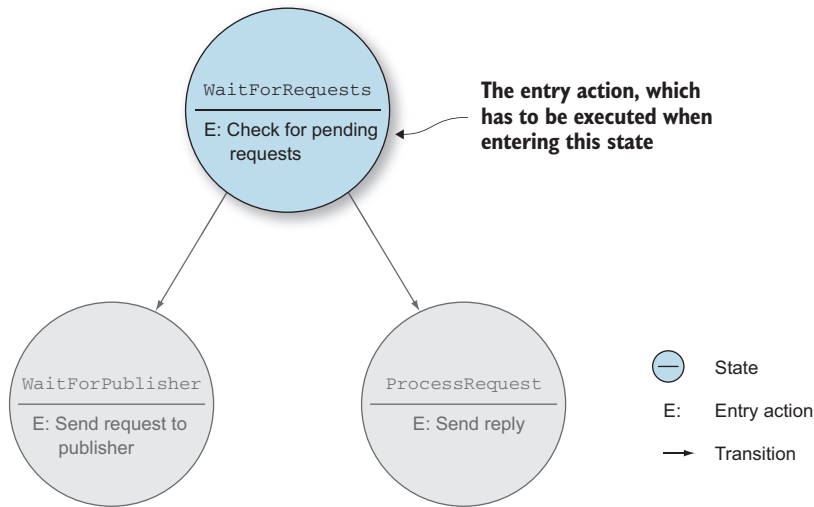 WaitForRequests
E: Check for pending
requests
The entry action, which
has to be executed when
entering this state
WaitForPublisher
E: Send request to
publisher
ProcessRequest
E: Send reply
State
E: Entry action
Transition